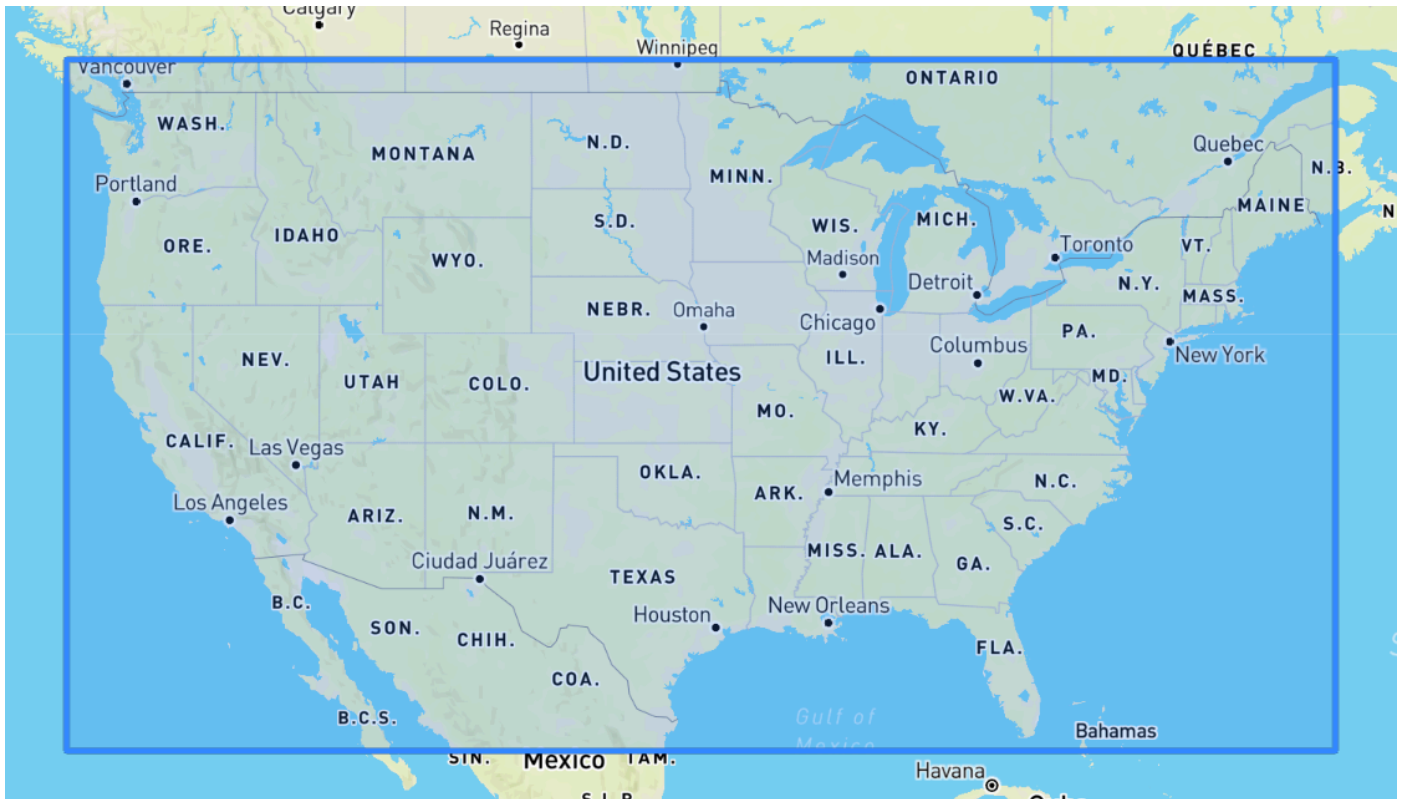 Calgary
Regina
Winnipeg
QUÉBEC
Vancouver
ONTARIO
WASH.
MONTANA
N.D.
MINN.
Quebec
N.B.
Portland
MAINE
N
ORE.
IDAHO
WYO.
S.D.
WIS.
MICH.
Toronto
VT.
Madison
Detroit
N.Y.
MASS.
NEBR.
Omaha
Chicago
PA.
NEV.
UTAH
COLO.
United States
ILL.
Columbus
New York
MD.
MO.
W.VA.
KY.
CALIF.
Las Vegas
OKLA.
ARK.
Memphis
N.C.
Los Angeles
ARIZ.
N.M.
S.C.
Ciudad Juárez
TEXAS
MISS.
ALA.
GA.
B.C.
SON.
CHIH.
Houston
New Orleans
FLA.
COA.
B.C.S.
Gulf of
Mexico
Bahamas
SIN.
Mexico
TAM.
Havana
S.L.P.